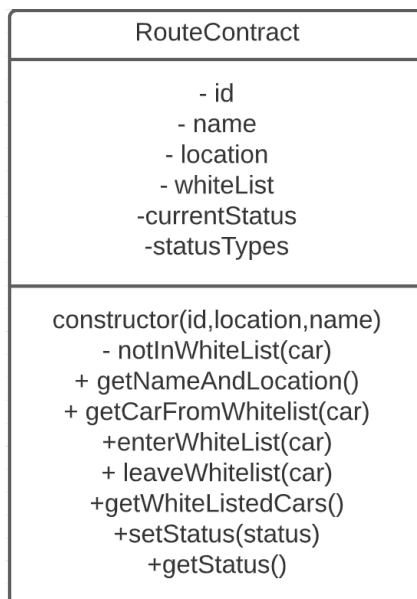 RouteContract
- id
- name
- location
- whiteList
-currentStatus
-statusTypes
constructor(id,location,name)
- notInWhiteList(car)
+ getNameAndLocation()
+ getCarFromWhitelist(car)
+enterWhiteList(car)
+ leaveWhitelist(car)
+getWhiteListedCars()
+setStatus(status)
+getStatus()